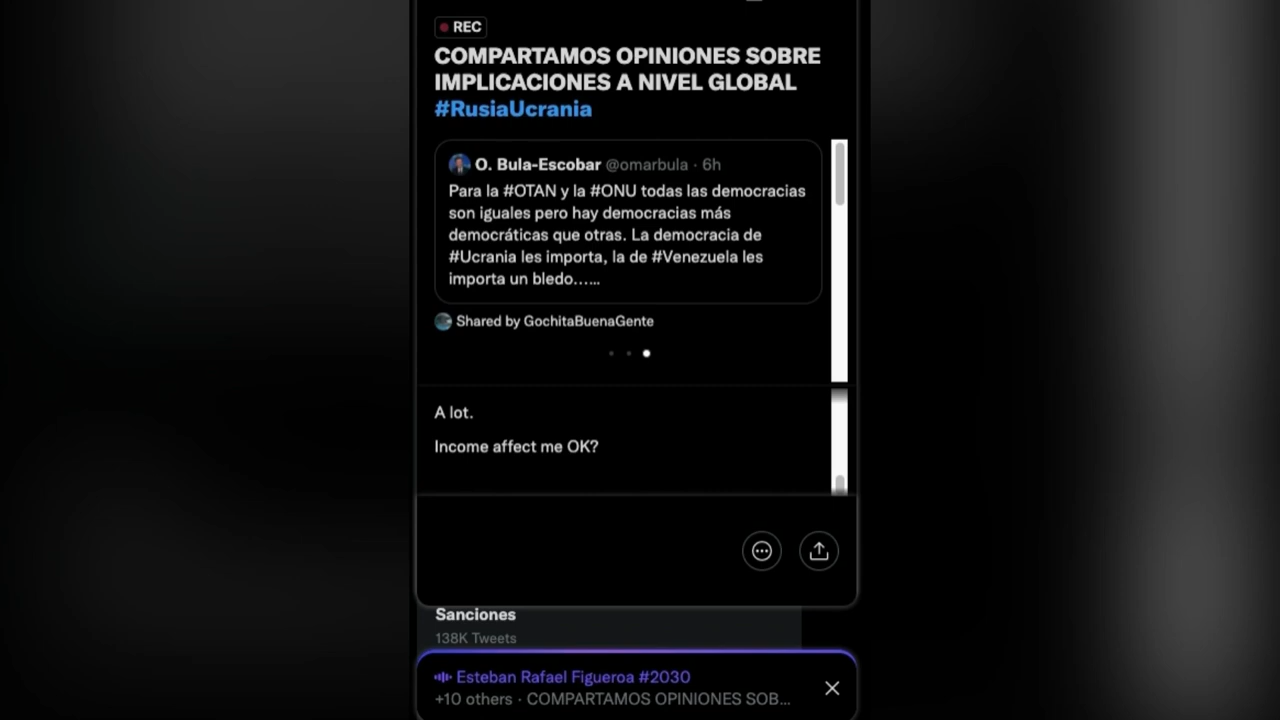 REC
COMPARTAMOS OPINIONES SOBRE
IMPLICACIONES A NIVEL GLOBAL
#RusiaUcrania
O. Bula-Escobar @omarbula · 6h
Para la #OTAN y la #ONU todas las democracias
son iguales pero hay democracias más
democráticas que otras. La democracia de
#Ucrania les importa, la de #Venezuela les
importa un bledo......
Shared by GochitaBuenaGente
A lot.
Income affect me OK?
Sanciones
138K Tweets
Esteban Rafael Figueroa #2030
+10 others · COMPARTAMOS OPINIONES SOB...